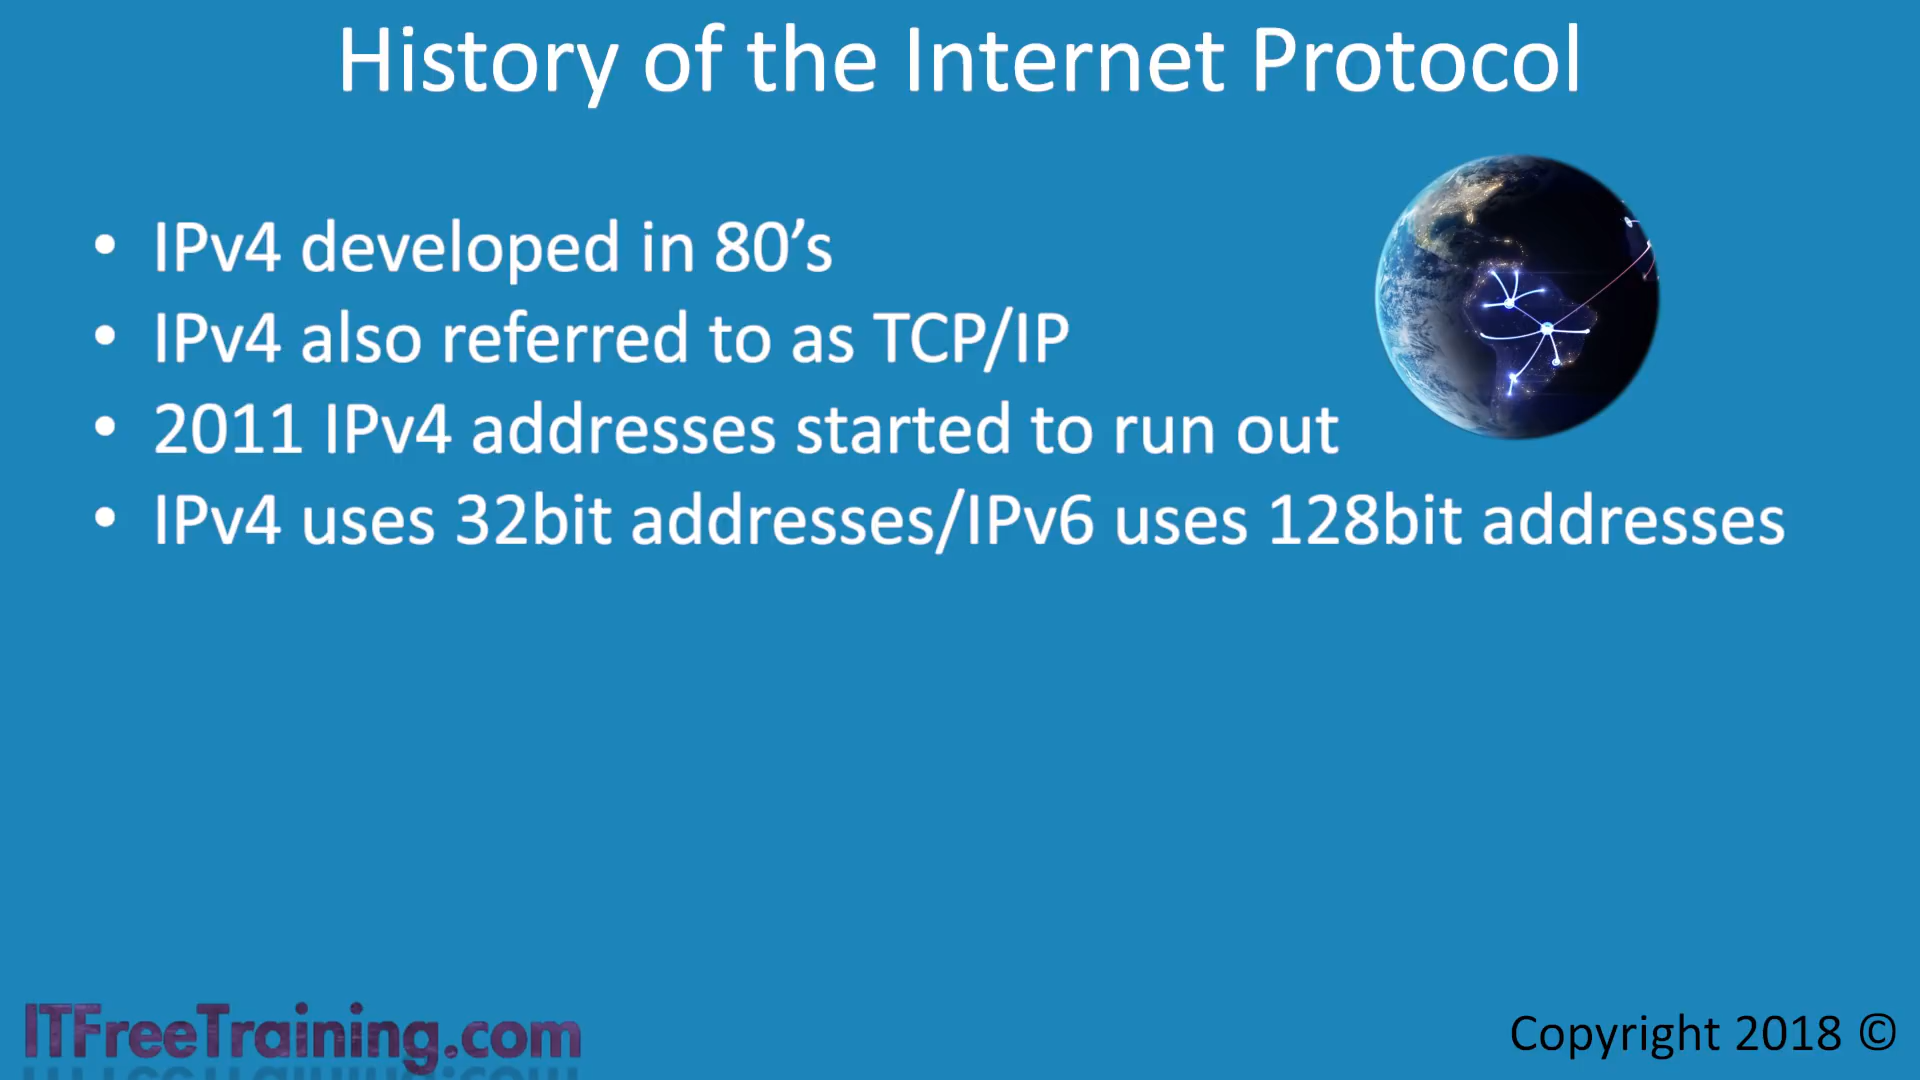 History of the Internet Protocol
• IPv4 developed in 80’s
• IPv4 also referred to as TCP/IP
• 2011 IPv4 addresses started to run out
• IPv4 uses 32bit addresses/IPv6 uses 128bit addresses
ITFreeTraining.com
Copyright 2018 ©